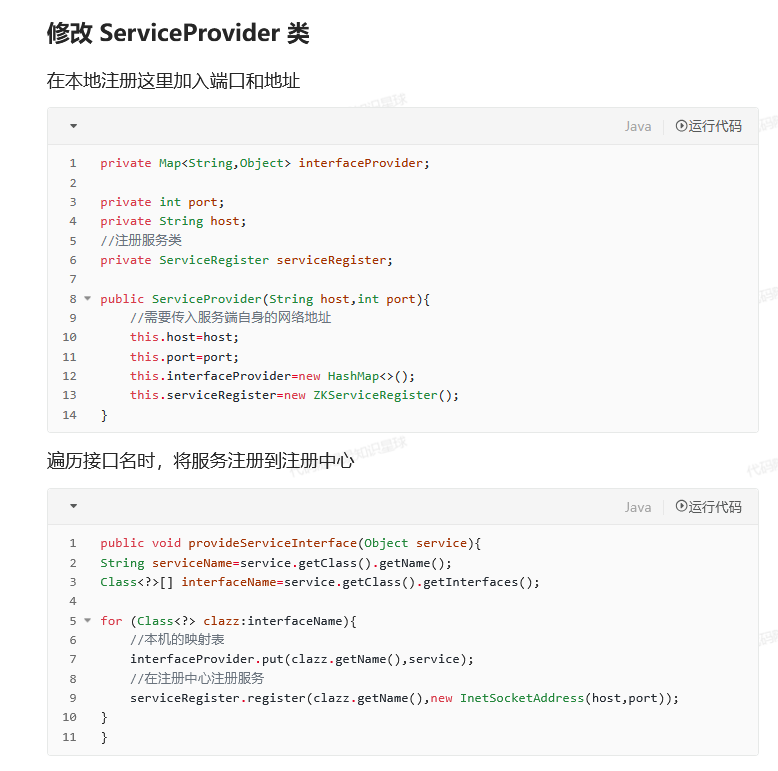 修改 ServiceProvider 类
在本地注册这里加入端口和地址
Java 运行代码
1 private Map<String,Object> interfaceProvider;
2
3 private int port;
4 private String host;
5 //注册服务类
6 private ServiceRegister serviceRegister;
7
8 public ServiceProvider(String host,int port){
9 //需要传入服务端自身的网络地址
10 this.host=host;
11 this.port=port;
12 this.interfaceProvider=new HashMap<>();
13 this.serviceRegister=new ZKServiceRegister();
14 }
遍历接口名时，将服务注册到注册中心
Java 运行代码
1 public void provideServiceInterface(Object service){
2 String serviceName=service.getClass().getName();
3 Class<?>[] interfaceName=service.getClass().getInterfaces();
4
5 for (Class<?> clazz:interfaceName){
6 //本机的映射表
7 interfaceProvider.put(clazz.getName(),service);
8 //在注册中心注册服务
9 serviceRegister.register(clazz.getName(),new InetSocketAddress(host,port));
10 }
11 }